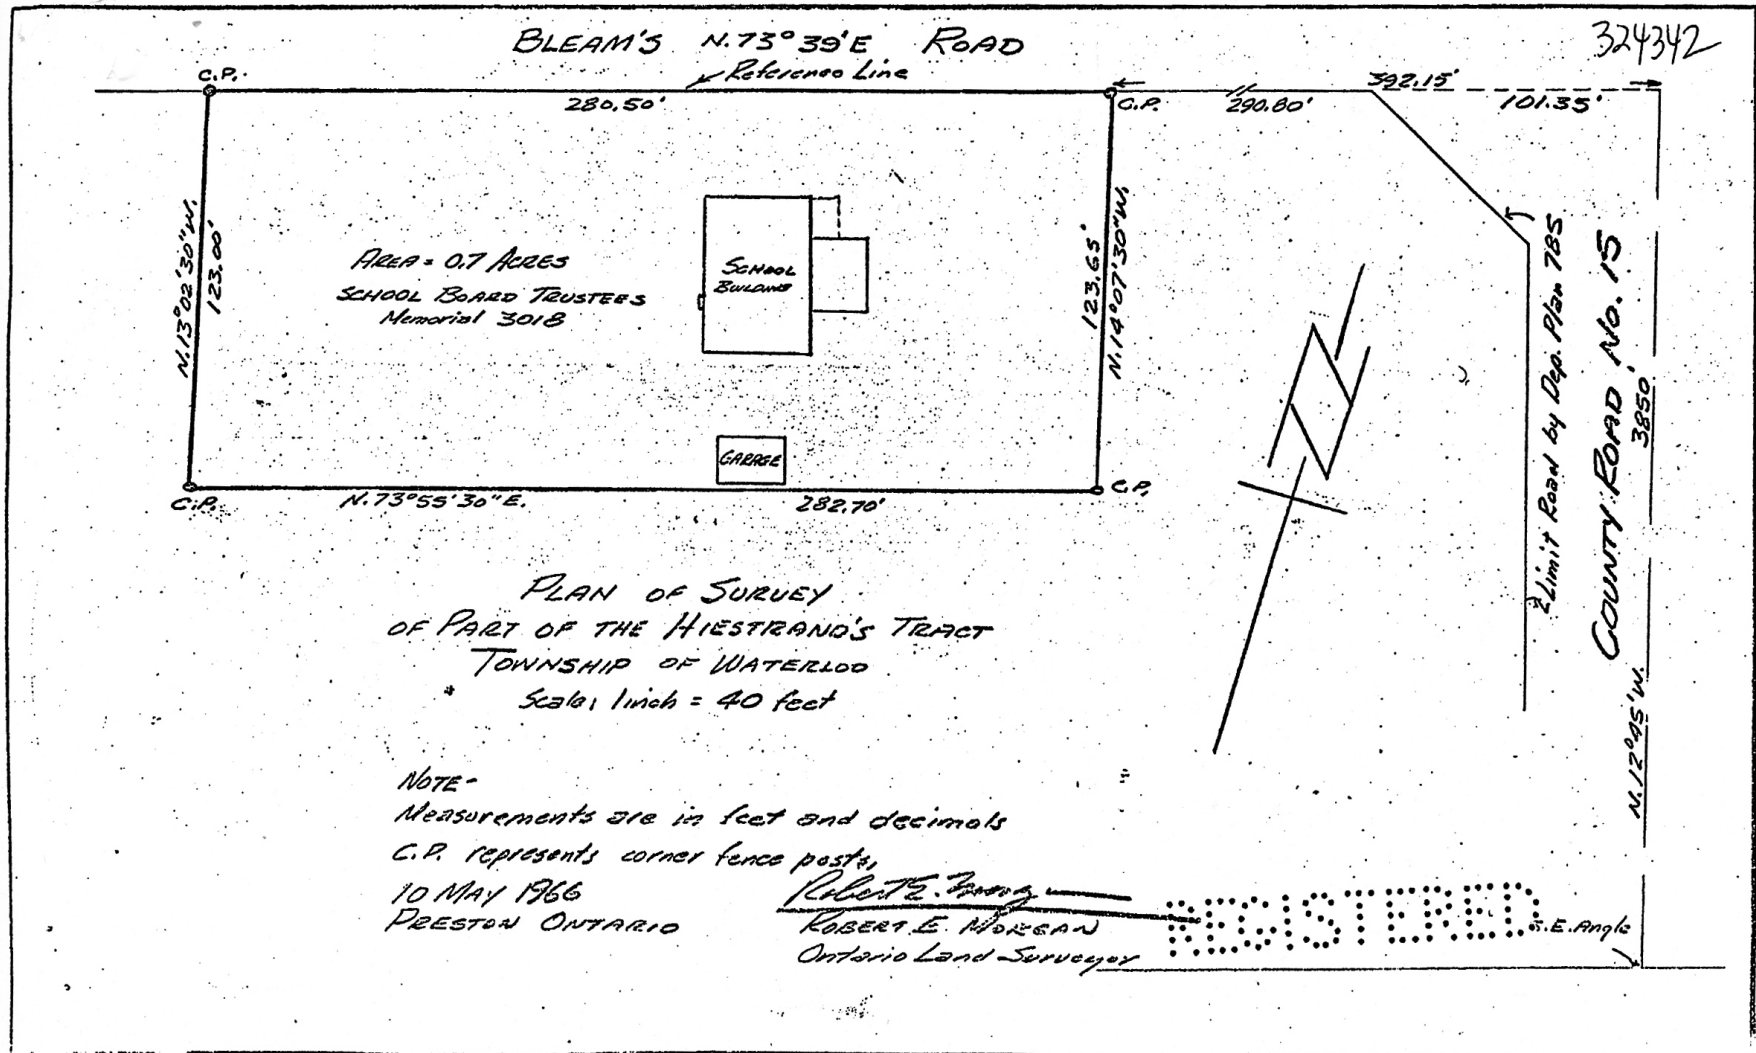 BLEAM'S N.73°39'E ROAD
324342
C.P.
Reference Line
280.50'
C.P.
290.80'
392.15'
101.35'
N.13°02'30"W.
123.00'
AREA = 0.7 ACRES
SCHOOL BOARD TRUSTEES
Memorial 3018
SCHOOL
BUILDING
123.65'
N.14°07'30"W.
GARAGE
C.P.
N.73°55'30"E.
282.70'
C.P.
N
Limit Road by Dep. Plan 785
COUNTY ROAD No. 15
3850'
N.12°45'W.
PLAN OF SURVEY
OF PART OF THE HIESTRAND'S TRACT
TOWNSHIP OF WATERLOO
Scale: 1 inch = 40 feet
NOTE-
Measurements are in feet and decimals
C.P. represents corner fence posts.
10 MAY 1966
PRESTON ONTARIO
Robert E. Morgan
ROBERT E. MORGAN
Ontario Land Surveyor
REGISTERED
S.E. Angle